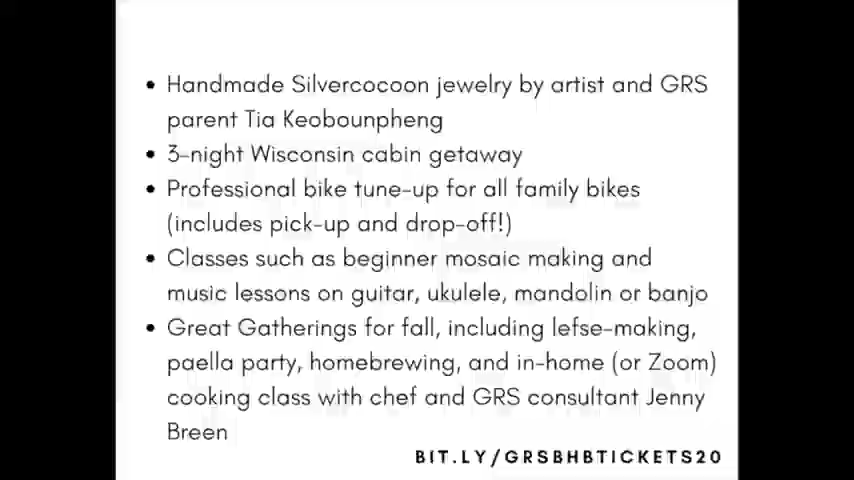 • Handmade Silvercocoon jewelry by artist and GRS
parent Tia Keobounpheng
• 3-night Wisconsin cabin getaway
• Professional bike tune-up for all family bikes
(includes pick-up and drop-off!)
• Classes such as beginner mosaic making and
music lessons on guitar, ukulele, mandolin or banjo
• Great Gatherings for fall, including lefse-making,
paella party, homebrewing, and in-home (or Zoom)
cooking class with chef and GRS consultant Jenny
Breen
BIT.LY/GRSBHBTICKETS20